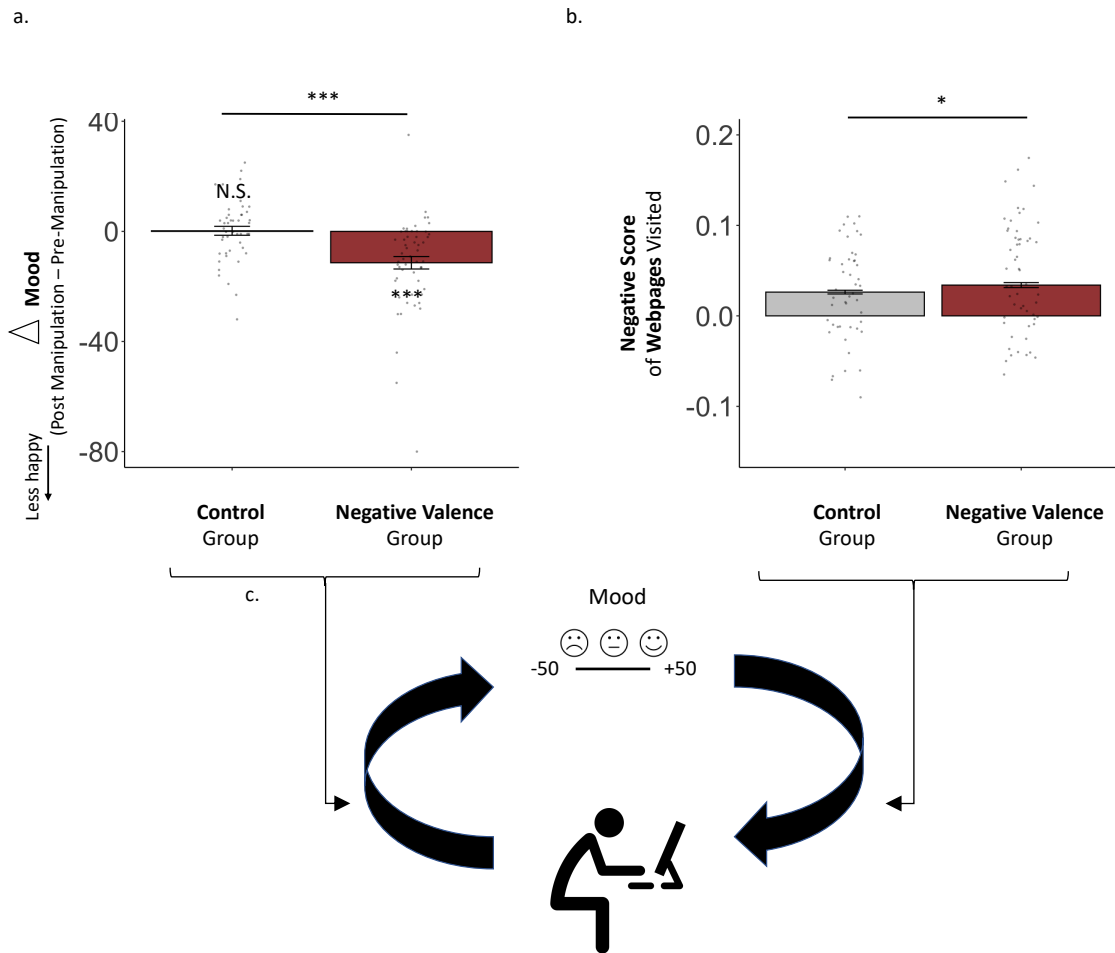 a.
***
40
0
-40
-80
N.S.
***
△ Mood
(Post Manipulation – Pre-Manipulation)
Less happy
Control
Group
Negative Valence
Group
b.
*
0.2
0.1
0.0
-0.1
Negative Score
of Webpages Visited
Control
Group
Negative Valence
Group
c.
Mood
-50 +50